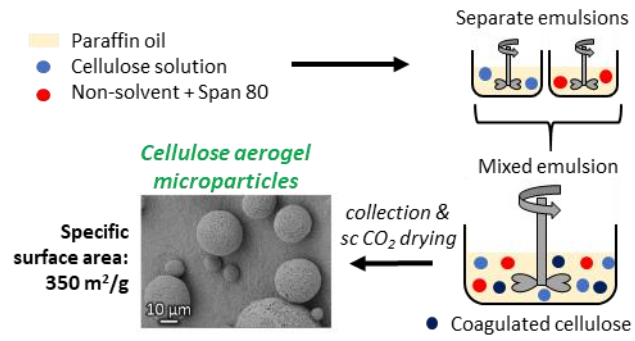 Paraffin oil
Cellulose solution
Non-solvent + Span 80
Separate emulsions
Mixed emulsion
Coagulated cellulose
collection &
sc CO₂ drying
Cellulose aerogel
microparticles
Specific
surface area:
350 m²/g
10 µm